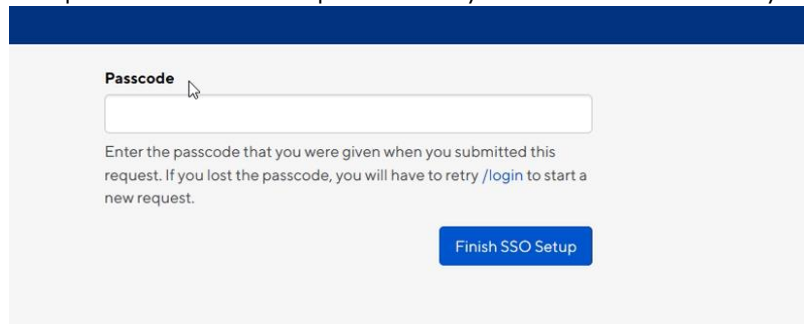 Passcode
Enter the passcode that you were given when you submitted this
request. If you lost the passcode, you will have to retry /login to start a
new request.
Finish SSO Setup